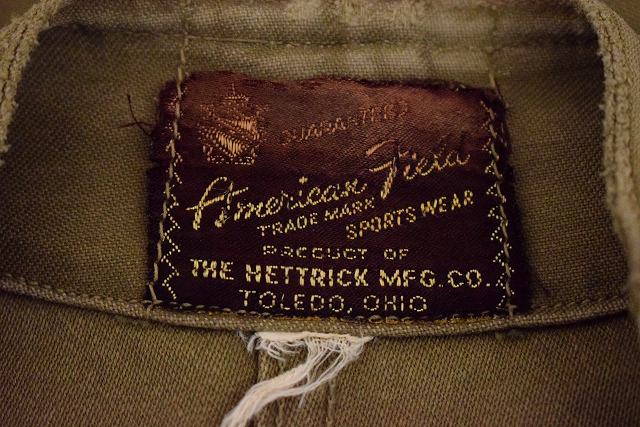 GUARANTEED
American Field
TRADE MARK SPORTS WEAR
PRODUCT OF
THE HETTRICK MFG.CO.
TOLEDO, OHIO